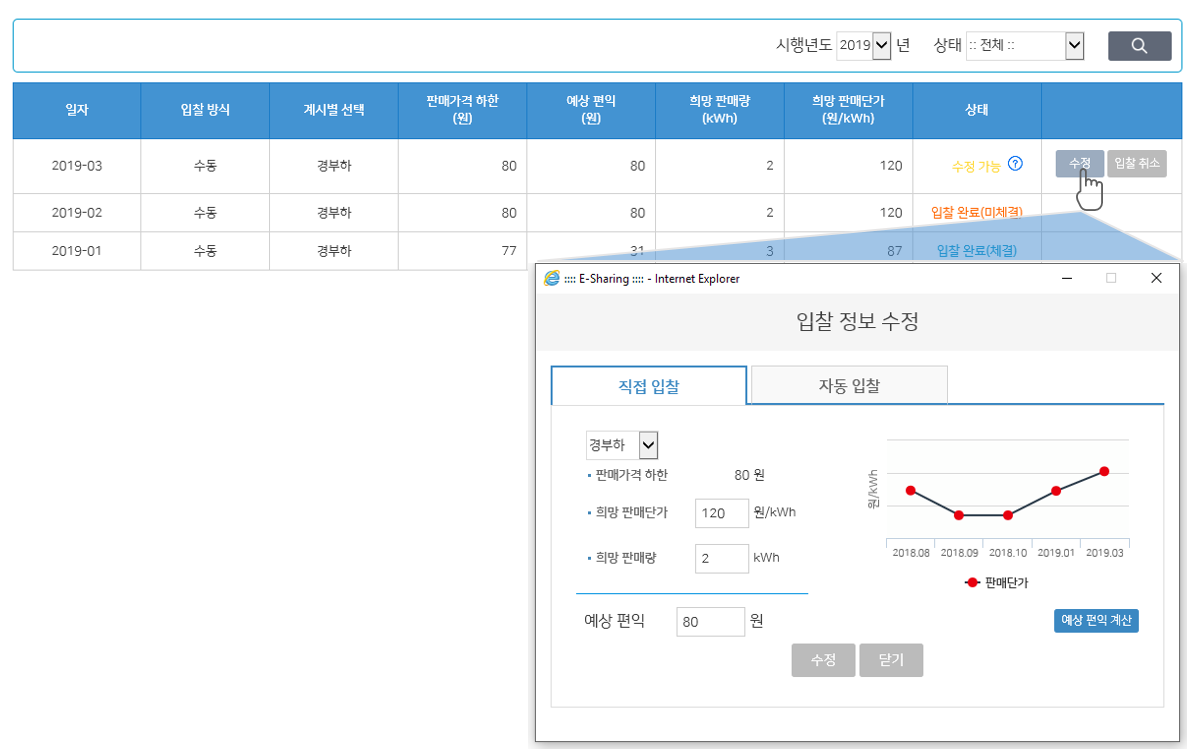 시행년도 2019 년 상태 :: 전체 ::
일자 입찰 방식 계시별 선택 판매가격 하한 (원) 예상 편익 (원) 희망 판매량 (kWh) 희망 판매단가 (원/kWh) 상태
2019-03 수동 경부하 80 80 2 120 수정 가능 ? 수정 입찰 취소
2019-02 수동 경부하 80 80 2 120 입찰 완료(미체결)
2019-01 수동 경부하 77 31 3 87 입찰 완료(체결)
:::: E-Sharing :::: - Internet Explorer
입찰 정보 수정
직접 입찰 자동 입찰
경부하
판매가격 하한 80 원
희망 판매단가 120 원/kWh
희망 판매량 2 kWh
예상 편익 80 원
원/kWh
2018.08 2018.09 2018.10 2019.01 2019.03
판매단가
예상 편익 계산
수정 닫기